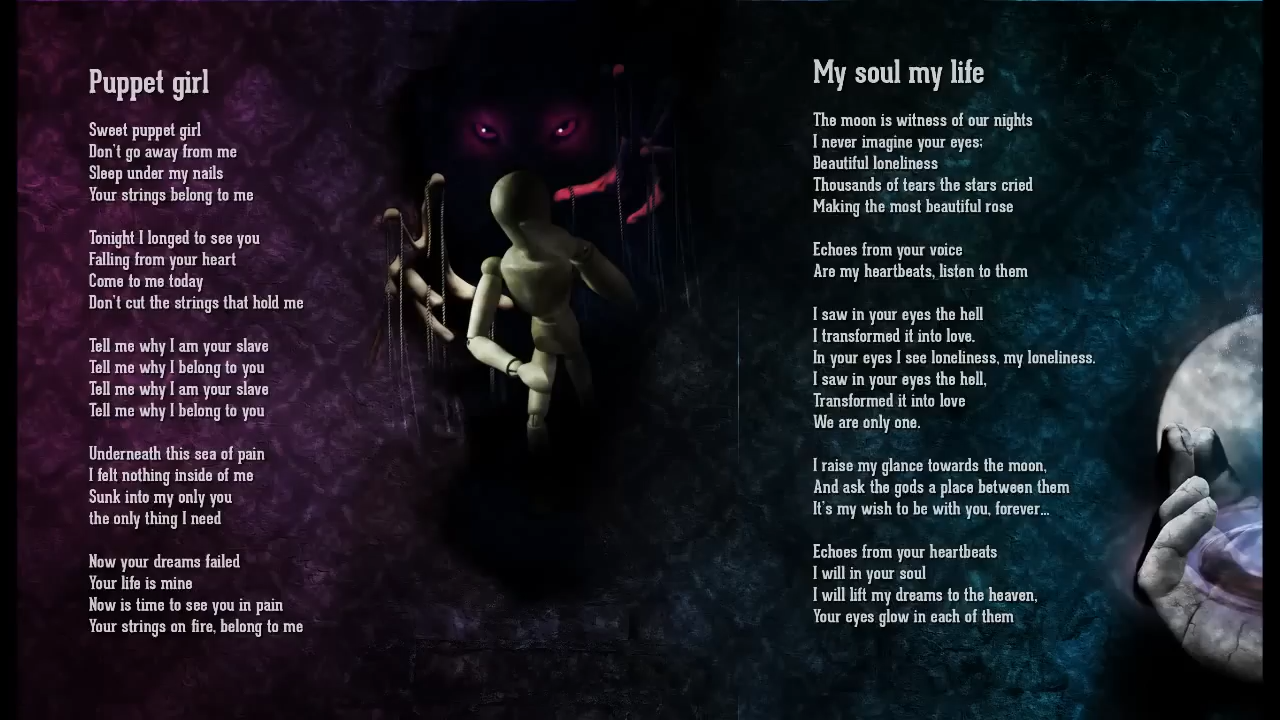 Puppet girl
Sweet puppet girl
Don't go away from me
Sleep under my nails
Your strings belong to me
Tonight I longed to see you
Falling from your heart
Come to me today
Don't cut the strings that hold me
Tell me why I am your slave
Tell me why I belong to you
Tell me why I am your slave
Tell me why I belong to you
Underneath this sea of pain
I felt nothing inside of me
Sunk into my only you
the only thing I need
Now your dreams failed
Your life is mine
Now is time to see you in pain
Your strings on fire, belong to me
My soul my life
The moon is witness of our nights
I never imagine your eyes;
Beautiful loneliness
Thousands of tears the stars cried
Making the most beautiful rose
Echoes from your voice
Are my heartbeats, listen to them
I saw in your eyes the hell
I transformed it into love.
In your eyes I see loneliness, my loneliness.
I saw in your eyes the hell,
Transformed it into love
We are only one.
I raise my glance towards the moon,
And ask the gods a place between them
It's my wish to be with you, forever...
Echoes from your heartbeats
I will in your soul
I will lift my dreams to the heaven,
Your eyes glow in each of them